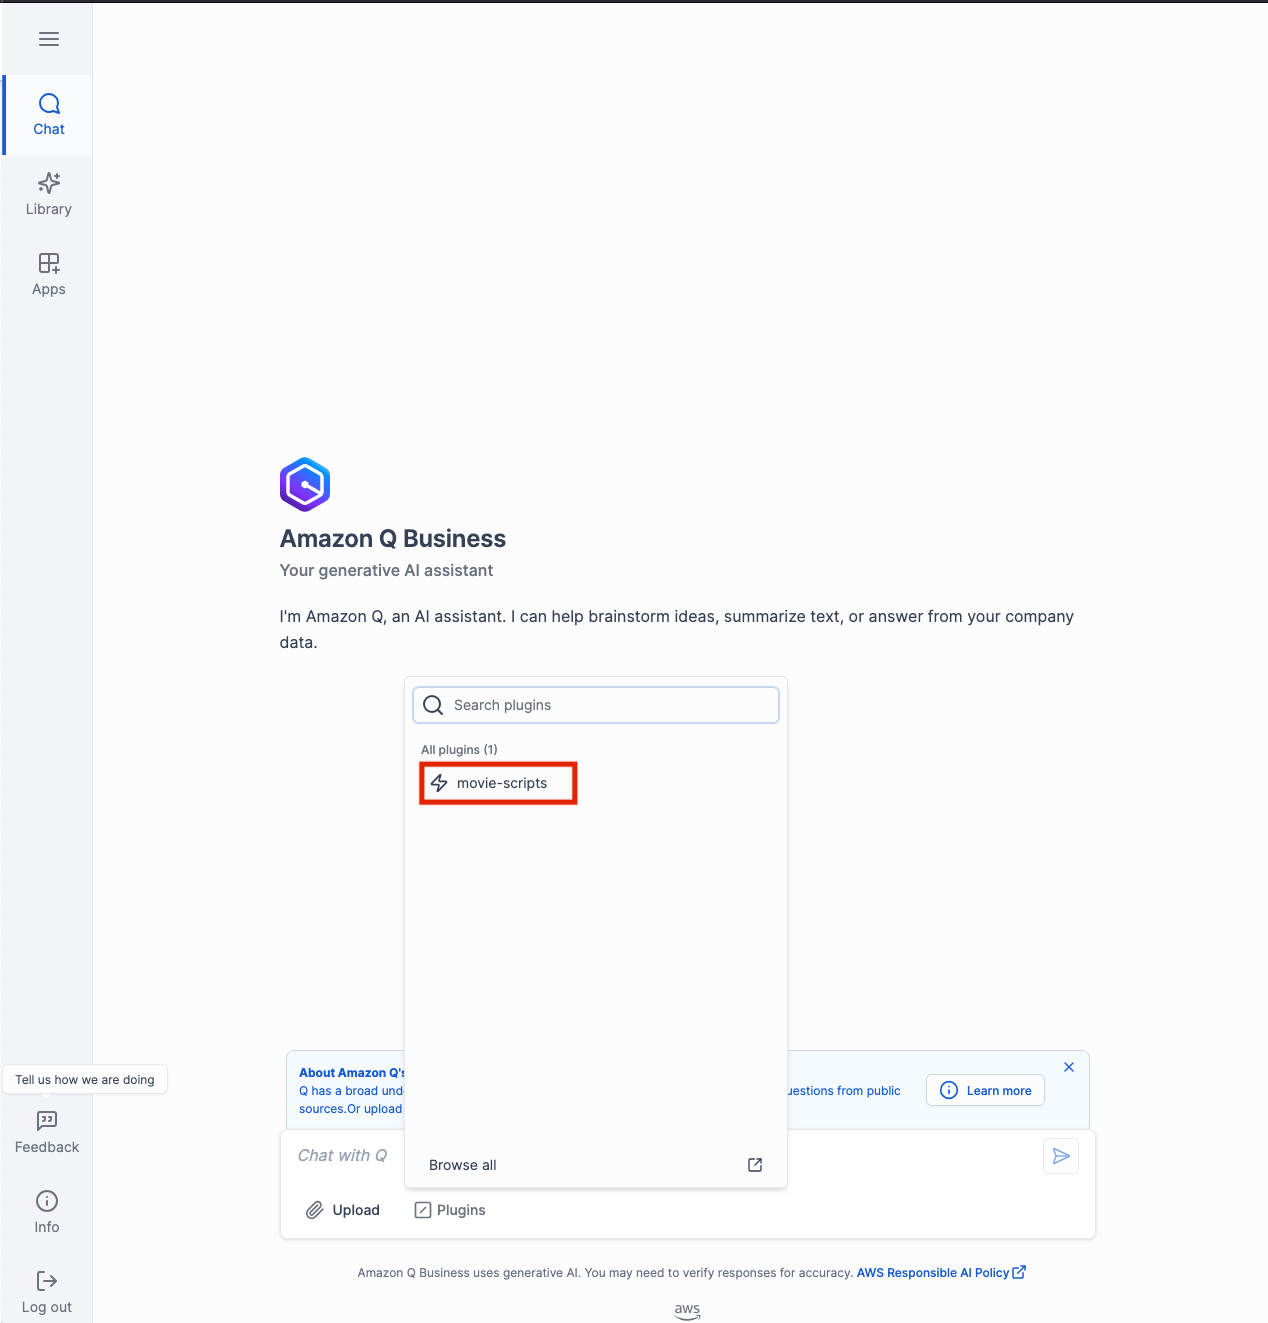 Chat
Library
Apps
Amazon Q Business
Your generative AI assistant
I'm Amazon Q, an AI assistant. I can help brainstorm ideas, summarize text, or answer from your company
data.
Search plugins
All plugins (1)
movie-scripts
Browse all
About Amazon Q's
Q has a broad und
uestions from public
sources.Or upload
Learn more
Chat with Q
Upload
Plugins
Tell us how we are doing
Feedback
Info
Log out
Amazon Q Business uses generative AI. You may need to verify responses for accuracy. AWS Responsible AI Policy
aws